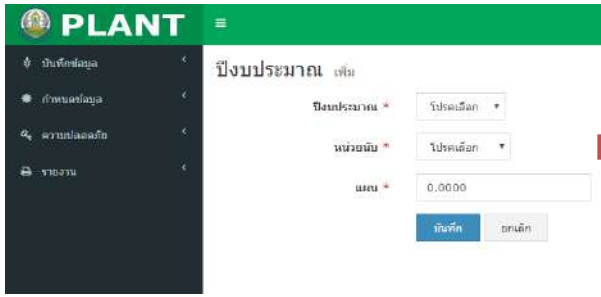 PLANT
บันทึกข้อมูล
กำหนดข้อมูล
ความปลอดภัย
รายงาน
ปีงบประมาณ เพิ่ม
ปีงบประมาณ * โปรดเลือก
หน่วยนับ * โปรดเลือก
แผน * 0.0000
บันทึก ยกเลิก